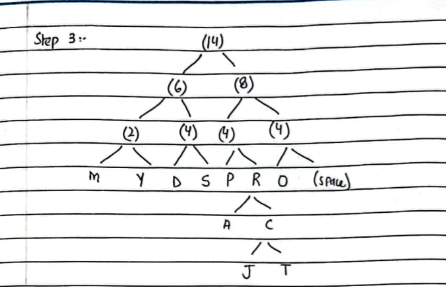 Step 3:-
(14)
(6) (8)
(2) (4) (4) (4)
M Y D S P R O (space)
A C
J T